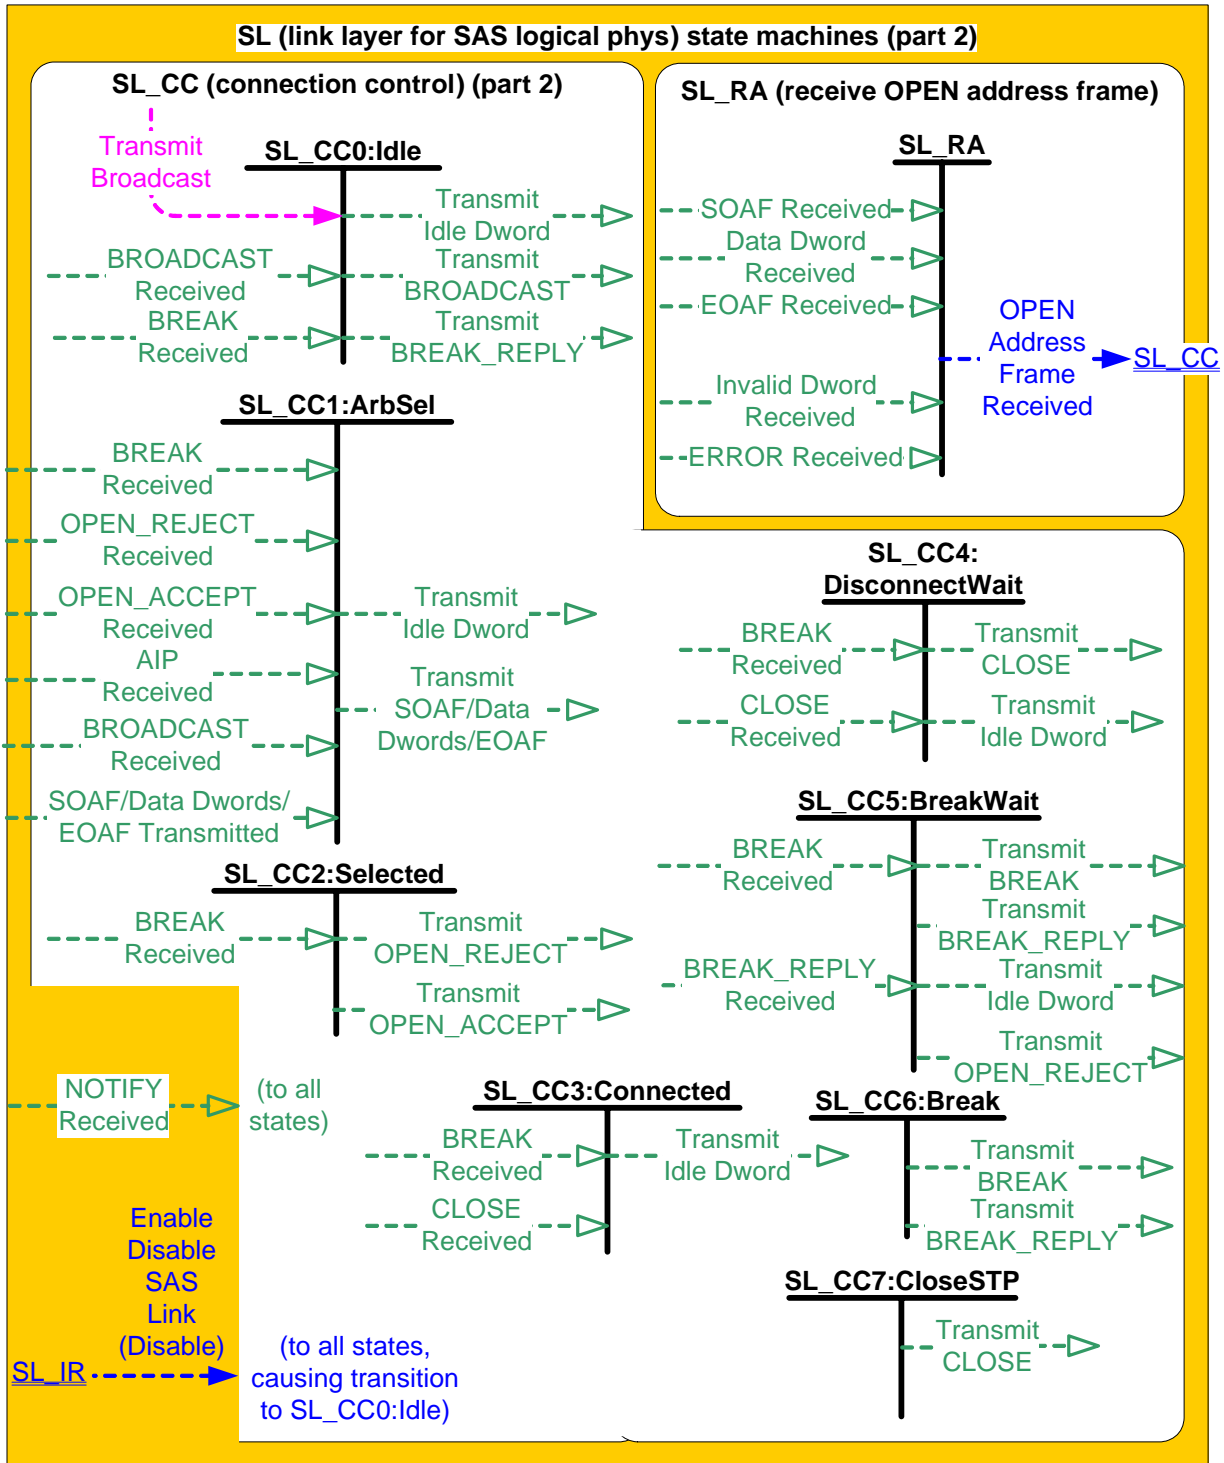 SL (link layer for SAS logical phys) state machines (part 2)
SL_CC (connection control) (part 2)
Transmit
Broadcast
SL_CC0:Idle
Transmit
Idle Dword
BROADCAST
Received
Transmit
BROADCAST
BREAK
Received
Transmit
BREAK_REPLY
SL_CC1:ArbSel
BREAK
Received
OPEN_REJECT
Received
OPEN_ACCEPT
Received
Transmit
Idle Dword
AIP
Received
Transmit
SOAF/Data
Dwords/EOAF
BROADCAST
Received
SOAF/Data Dwords/
EOAF Transmitted
SL_CC2:Selected
BREAK
Received
Transmit
OPEN_REJECT
Transmit
OPEN_ACCEPT
NOTIFY
Received
(to all
states)
SL_CC3:Connected
BREAK
Received
Transmit
Idle Dword
CLOSE
Received
Enable
Disable
SAS
Link
(Disable)
SL_IR
(to all states,
causing transition
to SL_CC0:Idle)
SL_RA (receive OPEN address frame)
SL_RA
SOAF Received
Data Dword
Received
EOAF Received
OPEN
Address
Frame
Received
SL_CC
Invalid Dword
Received
ERROR Received
SL_CC4:
DisconnectWait
BREAK
Received
Transmit
CLOSE
CLOSE
Received
Transmit
Idle Dword
SL_CC5:BreakWait
BREAK
Received
Transmit
BREAK
Transmit
BREAK_REPLY
BREAK_REPLY
Received
Transmit
Idle Dword
Transmit
OPEN_REJECT
SL_CC6:Break
Transmit
BREAK
Transmit
BREAK_REPLY
SL_CC7:CloseSTP
Transmit
CLOSE